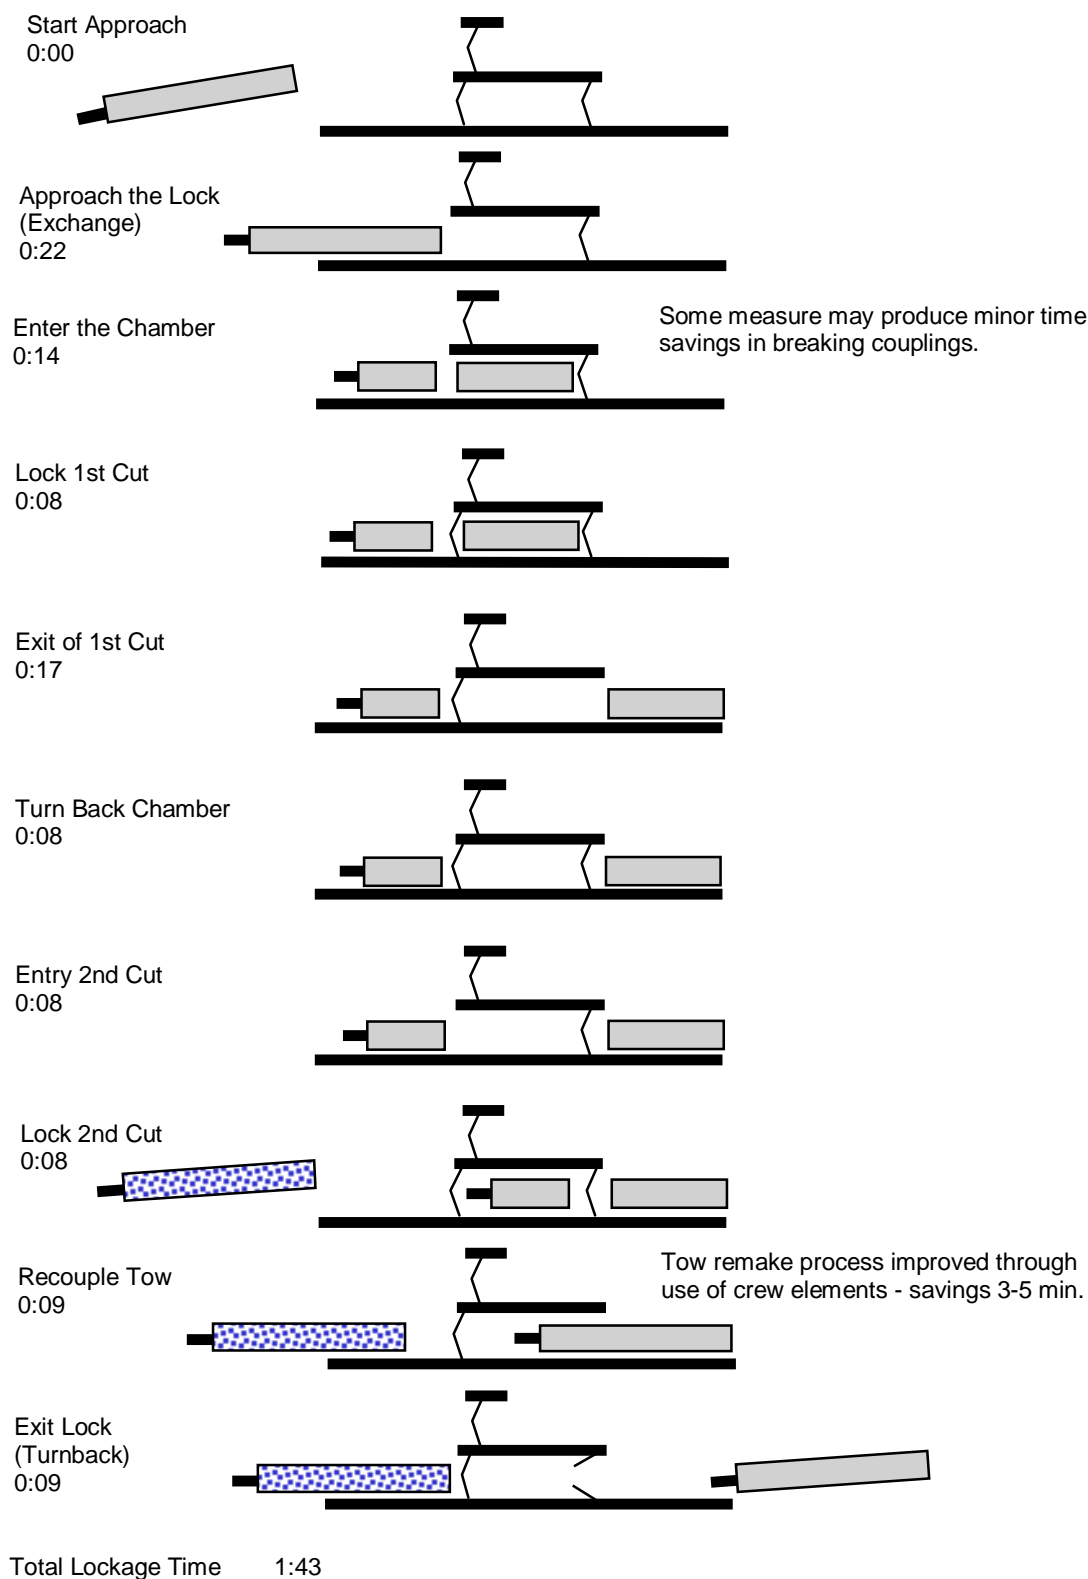 Start Approach
0:00
Approach the Lock
(Exchange)
0:22
Enter the Chamber
0:14
Some measure may produce minor time
savings in breaking couplings.
Lock 1st Cut
0:08
Exit of 1st Cut
0:17
Turn Back Chamber
0:08
Entry 2nd Cut
0:08
Lock 2nd Cut
0:08
Recouple Tow
0:09
Tow remake process improved through
use of crew elements - savings 3-5 min.
Exit Lock
(Turnback)
0:09
Total Lockage Time 1:43